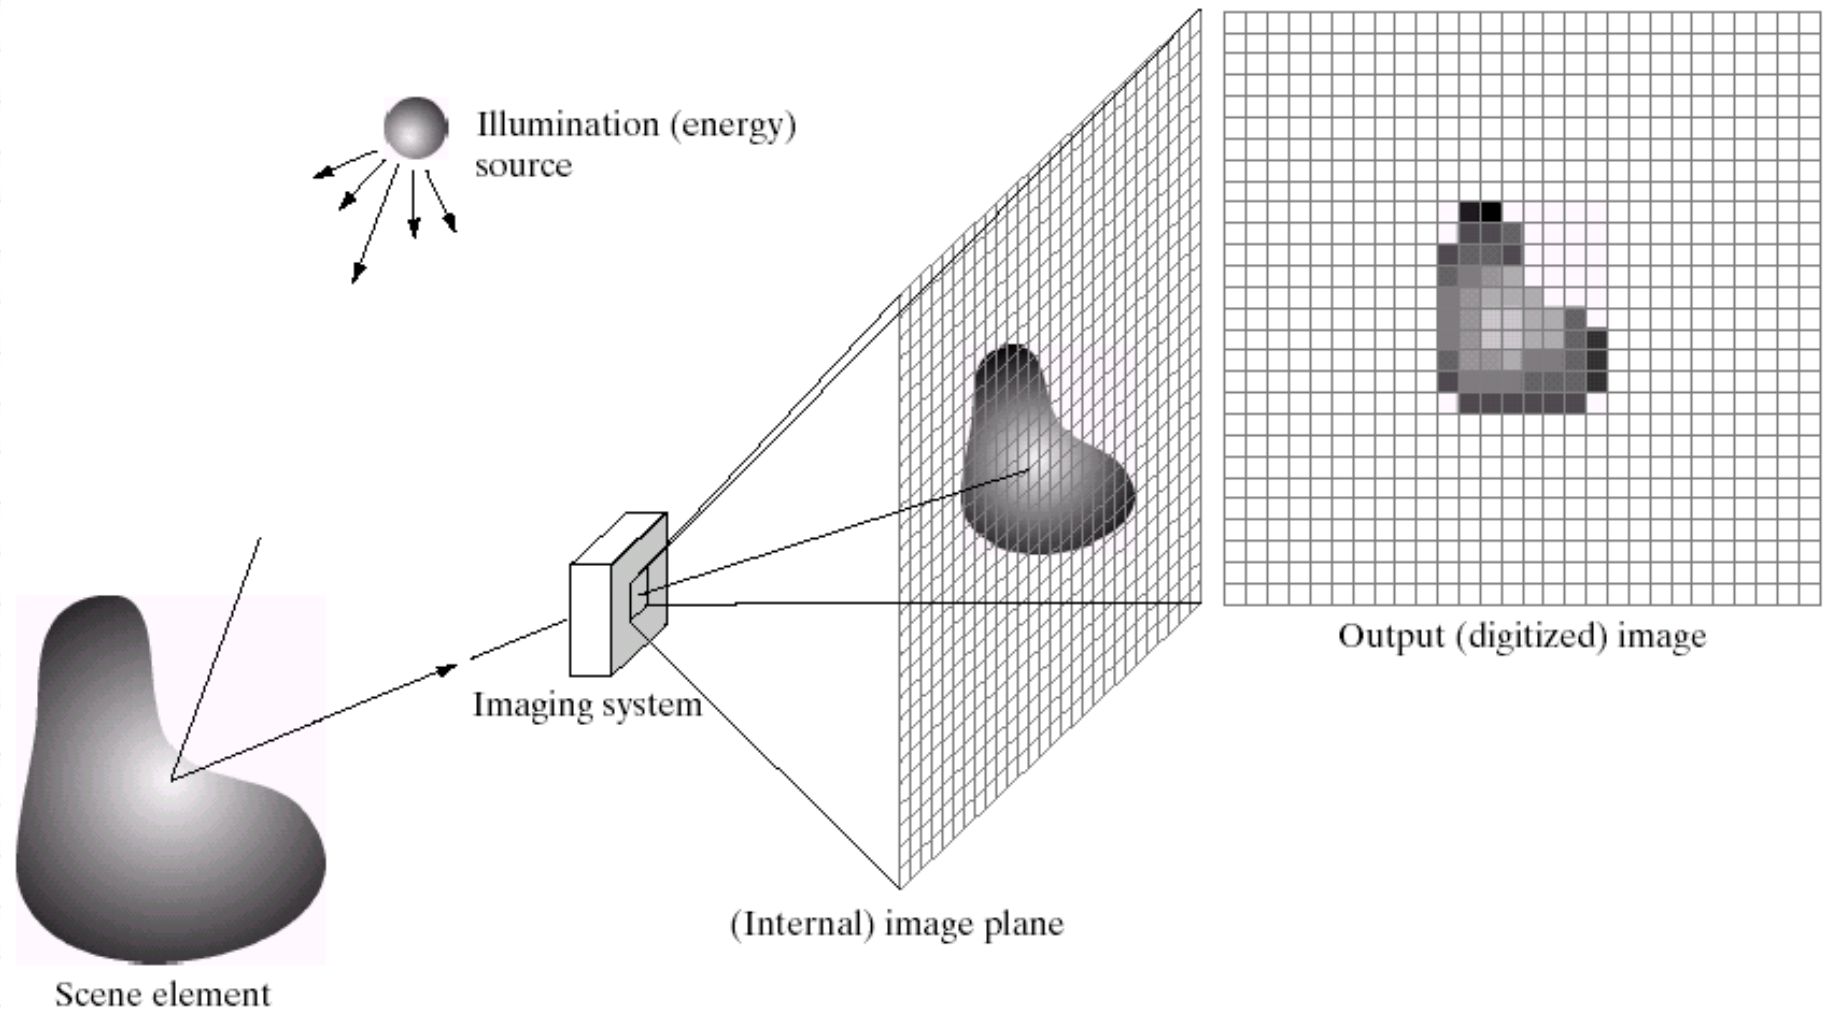 Illumination (energy)
source
Output (digitized) image
Imaging system
(Internal) image plane
Scene element